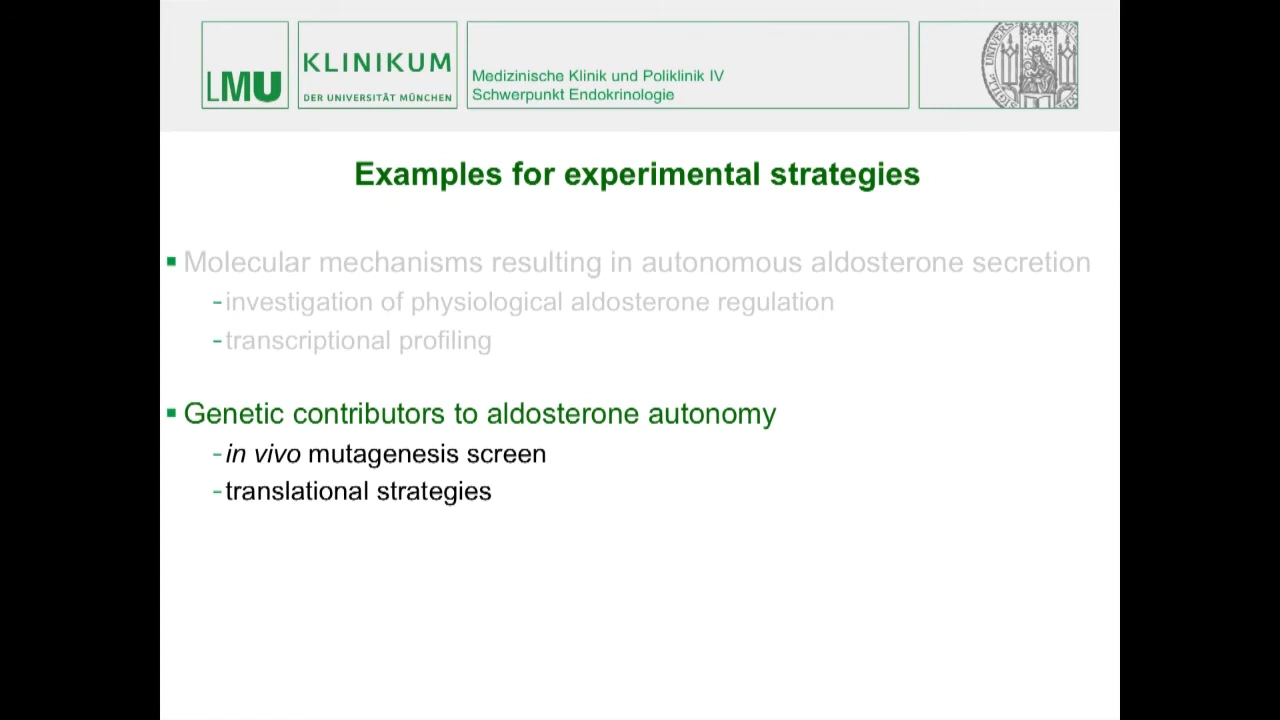 LMU
KLINIKUM
DER UNIVERSITÄT MÜNCHEN
Medizinische Klinik und Poliklinik IV
Schwerpunkt Endokrinologie
Examples for experimental strategies
▪ Molecular mechanisms resulting in autonomous aldosterone secretion
-investigation of physiological aldosterone regulation
-transcriptional profiling
▪ Genetic contributors to aldosterone autonomy
-in vivo mutagenesis screen
-translational strategies